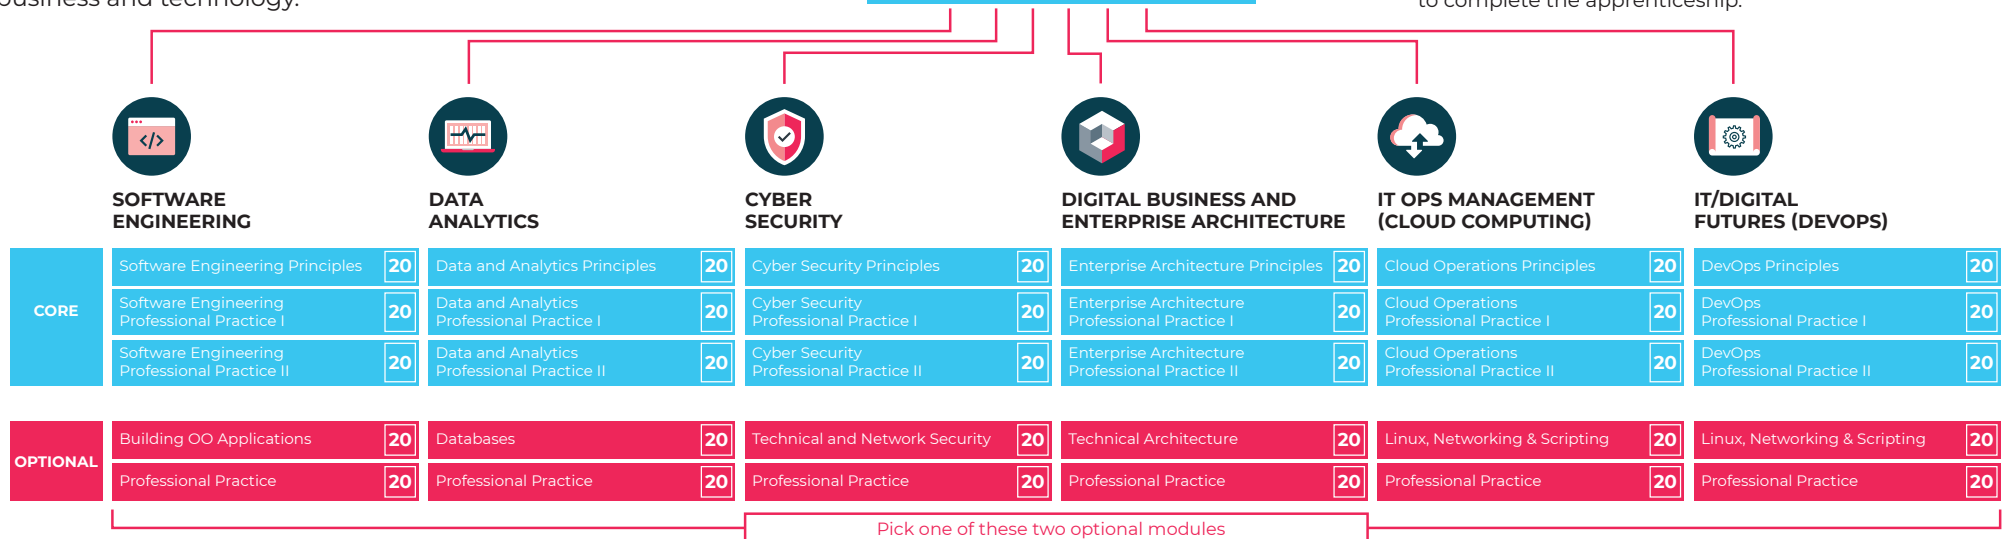 business and technology.
to complete the apprenticeship.
</>
SOFTWARE
ENGINEERING
DATA
ANALYTICS
CYBER
SECURITY
DIGITAL BUSINESS AND
ENTERPRISE ARCHITECTURE
IT OPS MANAGEMENT
(CLOUD COMPUTING)
IT/DIGITAL
FUTURES (DEVOPS)
CORE
Software Engineering Principles 20
Data and Analytics Principles 20
Cyber Security Principles 20
Enterprise Architecture Principles 20
Cloud Operations Principles 20
DevOps Principles 20
Software Engineering
Professional Practice I 20
Data and Analytics
Professional Practice I 20
Cyber Security
Professional Practice I 20
Enterprise Architecture
Professional Practice I 20
Cloud Operations
Professional Practice I 20
DevOps
Professional Practice I 20
Software Engineering
Professional Practice II 20
Data and Analytics
Professional Practice II 20
Cyber Security
Professional Practice II 20
Enterprise Architecture
Professional Practice II 20
Cloud Operations
Professional Practice II 20
DevOps
Professional Practice II 20
OPTIONAL
Building OO Applications 20
Databases 20
Technical and Network Security 20
Technical Architecture 20
Linux, Networking & Scripting 20
Linux, Networking & Scripting 20
Professional Practice 20
Professional Practice 20
Professional Practice 20
Professional Practice 20
Professional Practice 20
Professional Practice 20
Pick one of these two optional modules